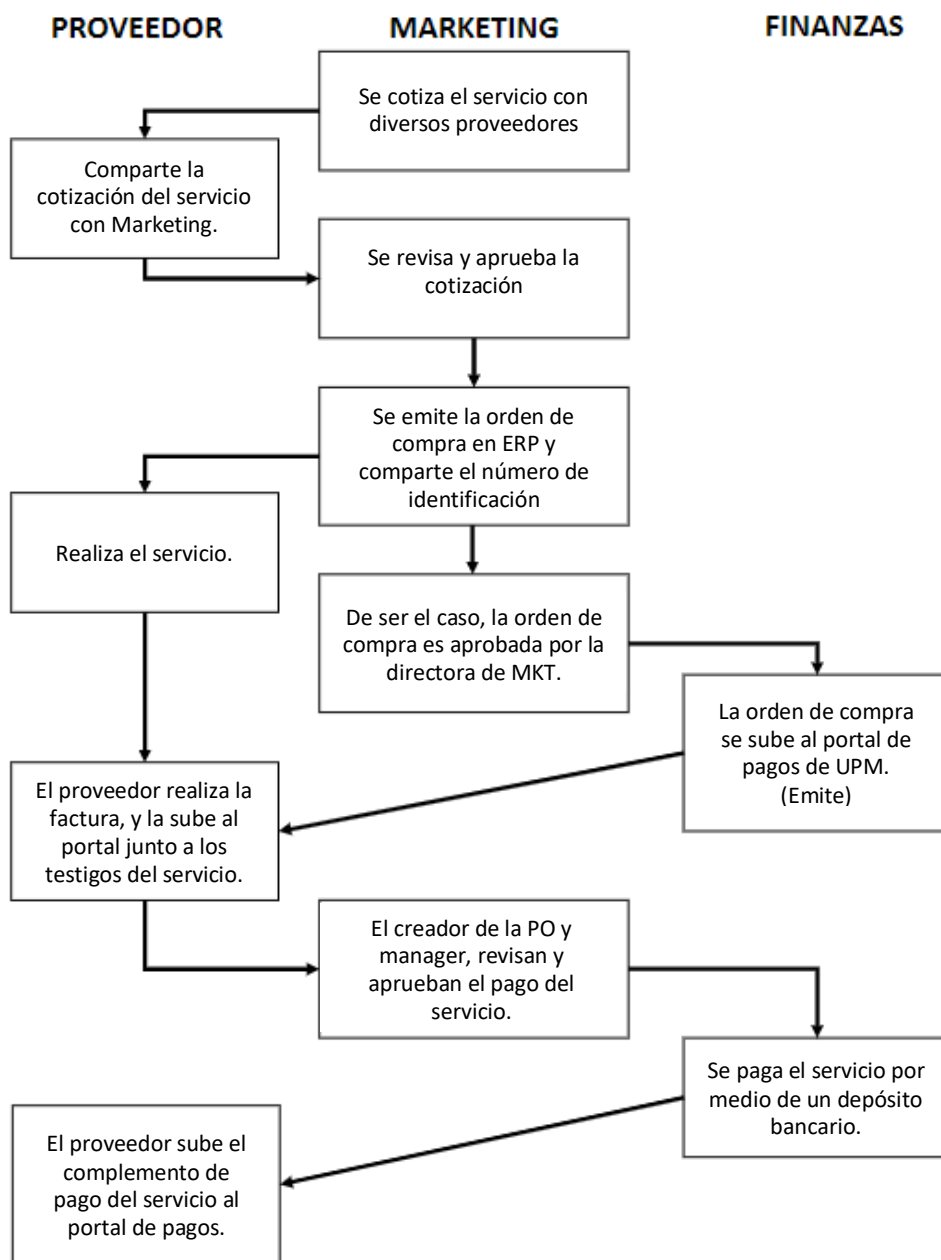 PROVEEDOR MARKETING FINANZAS
Se cotiza el servicio con
diversos proveedores
Comparte la
cotización del servicio
con Marketing.
Se revisa y aprueba la
cotización
Se emite la orden de
compra en ERP y
comparte el número de
identificación
Realiza el servicio.
De ser el caso, la orden de
compra es aprobada por la
directora de MKT.
La orden de compra
se sube al portal de
pagos de UPM.
(Emite)
El proveedor realiza la
factura, y la sube al
portal junto a los
testigos del servicio.
El creador de la PO y
manager, revisan y
aprueban el pago del
servicio.
Se paga el servicio por
medio de un depósito
bancario.
El proveedor sube el
complemento de
pago del servicio al
portal de pagos.